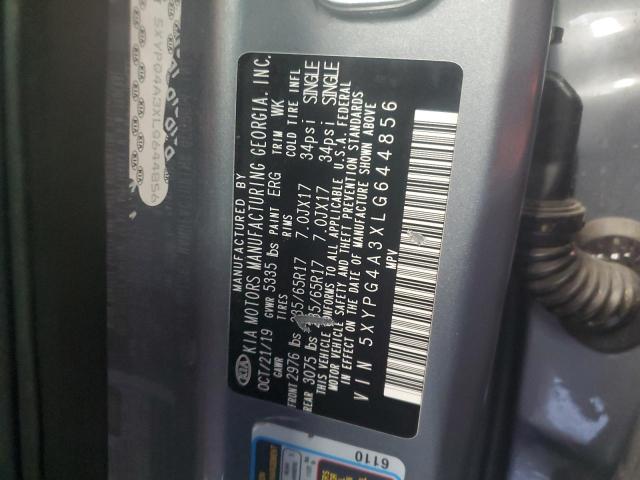 KIA
MANUFACTURED BY
KIA MOTORS MANUFACTURING GEORGIA, INC.
OCT/21/19 GVWR 5335 lbs PAINT ERG TRIM WK
GAWR TIRES RIMS COLD TIRE INFL
FRONT 2976 lbs 235/65R17 7.0JX17 34psi SINGLE
REAR 3075 lbs 235/65R17 7.0JX17 34psi SINGLE
THIS VEHICLE CONFORMS TO ALL APPLICABLE U.S.A. FEDERAL
MOTOR VEHICLE SAFETY AND THEFT PREVENTION STANDARDS
IN EFFECT ON THE DATE OF MANUFACTURE SHOWN ABOVE
VIN 5XYPG4A3XLG644856
MPV
5XYPG4A3XLG644856
6110